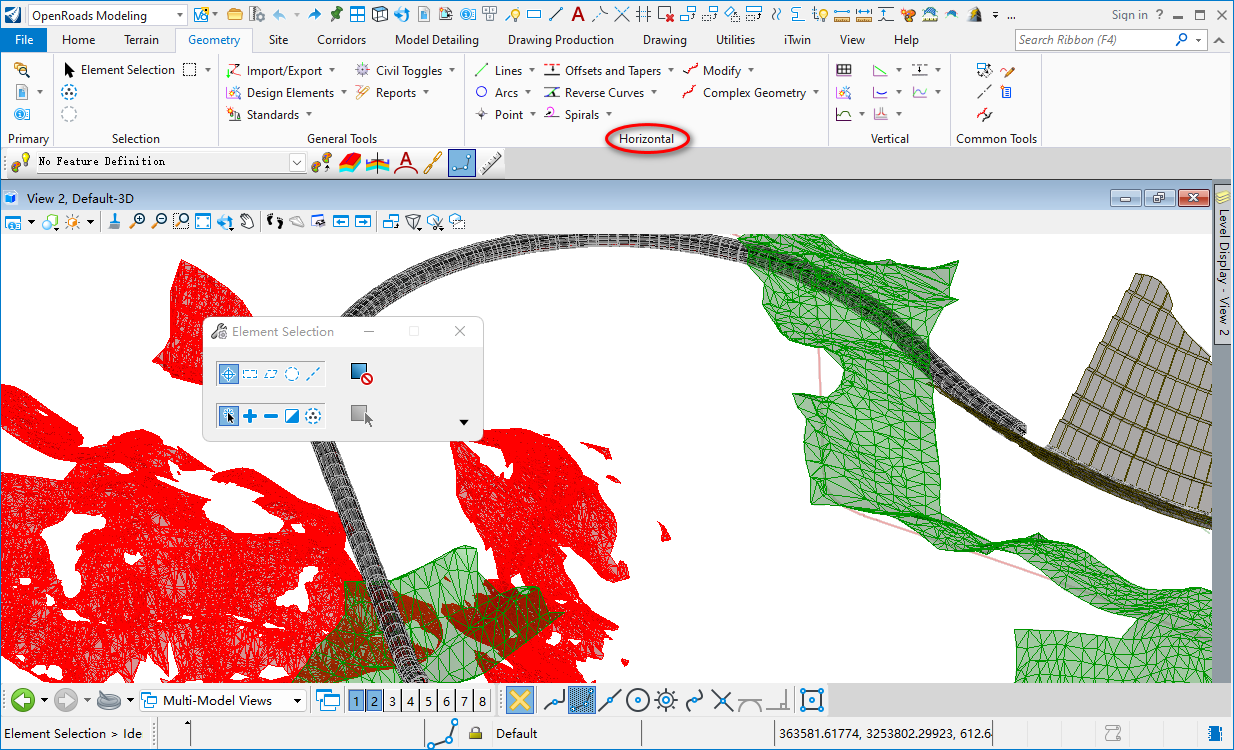 OpenRoads Modeling
V8
...
Sign in
?
File Home Terrain Geometry Site Corridors Model Detailing Drawing Production Drawing Utilities iTwin View Help
Search Ribbon (F4)
Element Selection Import/Export Civil Toggles Lines Offsets and Tapers Modify
Design Elements Reports Arcs Reverse Curves Complex Geometry
Standards Point Spirals
Primary Selection General Tools Horizontal Vertical Common Tools
No Feature Definition
View 2, Default-3D
Level Display - View 2
Element Selection
Multi-Model Views 1 2 3 4 5 6 7 8
Element Selection > Ide
Default
363581.61774, 3253802.29923, 612.6